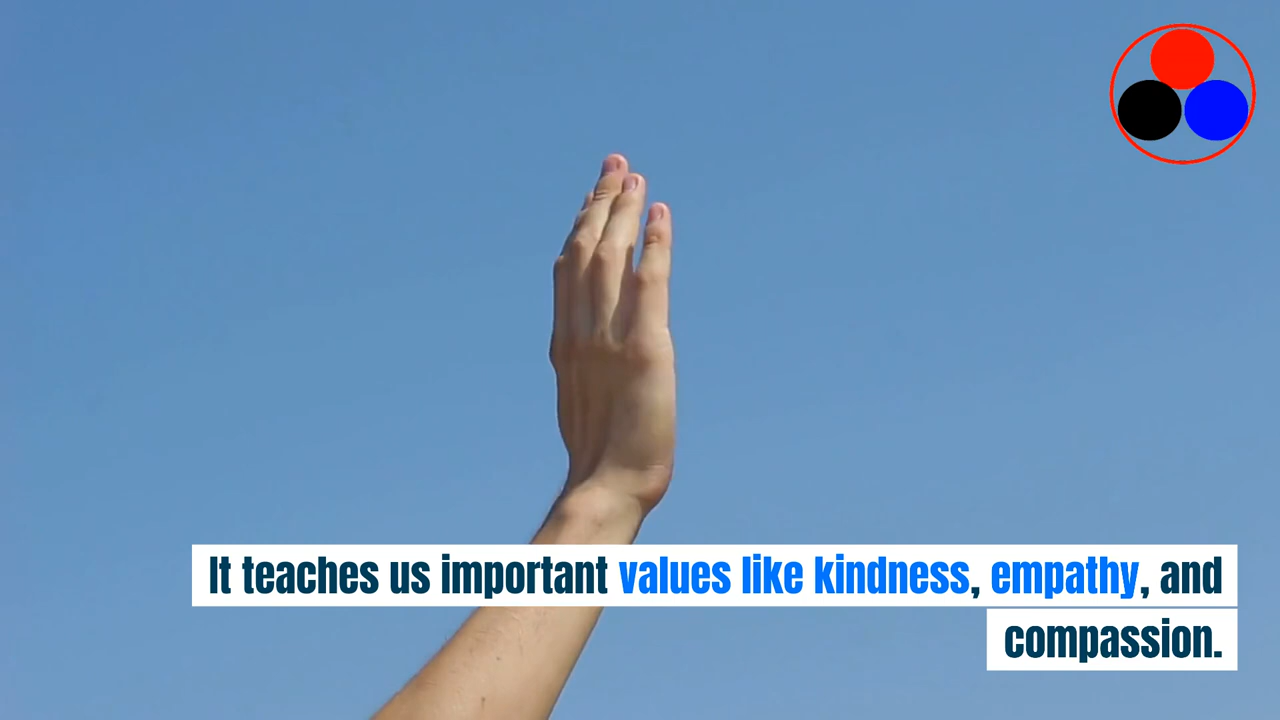 It teaches us important values like kindness, empathy, and
compassion.